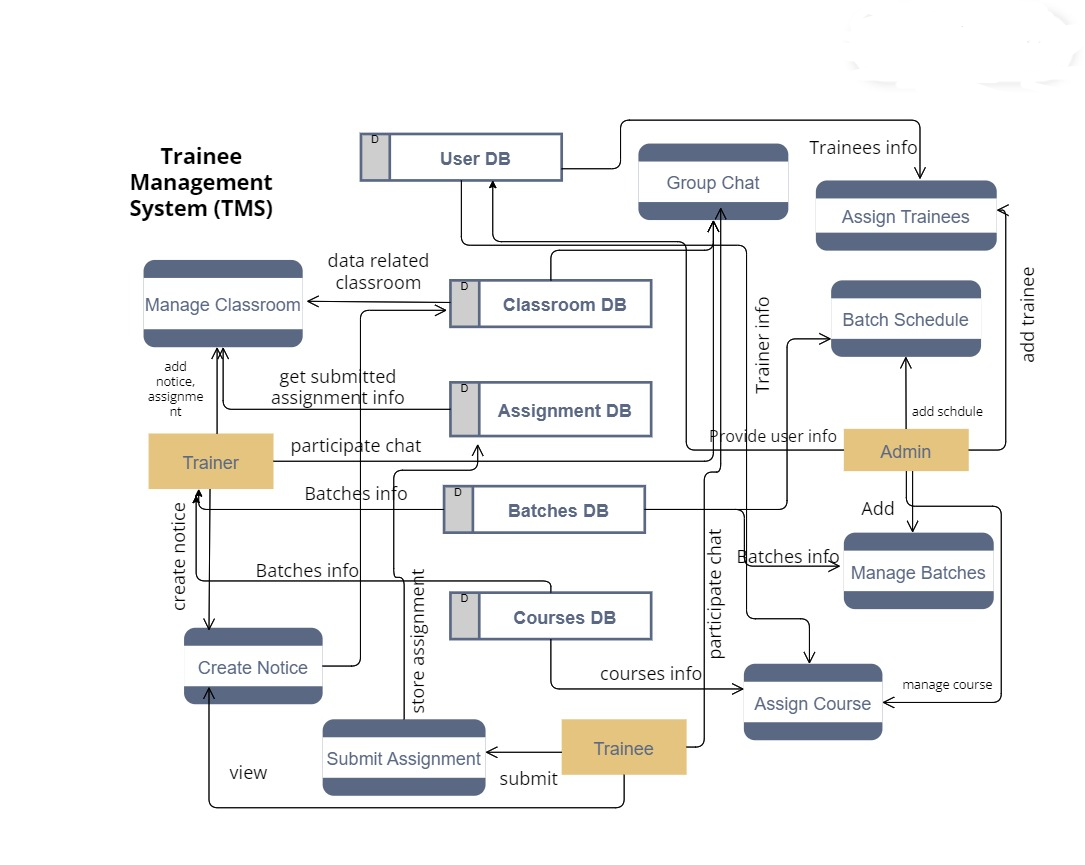 D
User DB
Trainees info
Trainee
Management
System (TMS)
Group Chat
Assign Trainees
data related
classroom
D
Manage Classroom
Classroom DB
Batch Schedule
add trainee
Trainer info
add
notice,
assignme
nt
get submitted
assignment info
D
Assignment DB
add schdule
participate chat
Provide user info
Trainer
Admin
Batches info
D
Batches DB
Add
create notice
participate chat
Batches info
Batches info
Manage Batches
D
Courses DB
store assignment
Create Notice
courses info
manage course
Assign Course
Submit Assignment
Trainee
view
submit